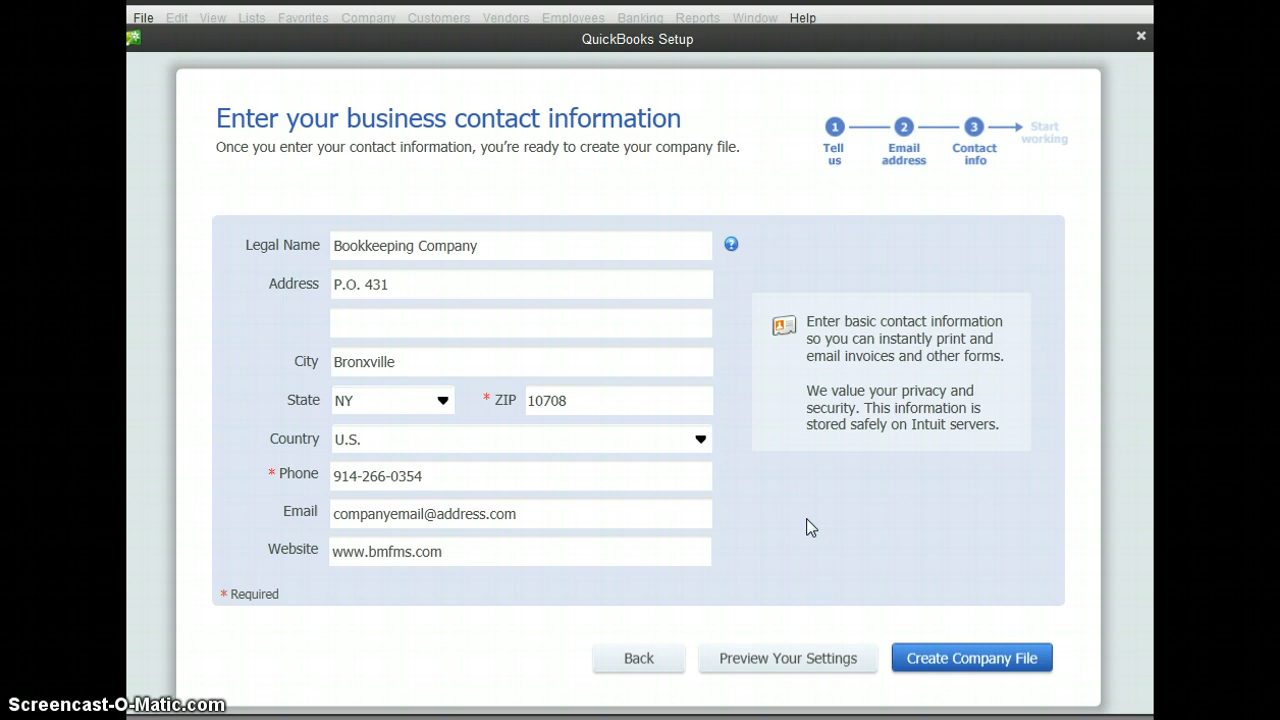 File Edit View Lists Favorites Company Customers Vendors Employees Banking Reports Window Help
QuickBooks Setup
Enter your business contact information
Once you enter your contact information, you're ready to create your company file.
1 2 3 Start working
Tell us
Email address
Contact info
Legal Name Bookkeeping Company
Address P.O. 431
City Bronxville
State NY * ZIP 10708
Country U.S.
* Phone 914-266-0354
Email companyemail@address.com
Website www.bmfms.com
* Required
?
Enter basic contact information
so you can instantly print and
email invoices and other forms.
We value your privacy and
security. This information is
stored safely on Intuit servers.
Back Preview Your Settings Create Company File
Screencast-O-Matic.com